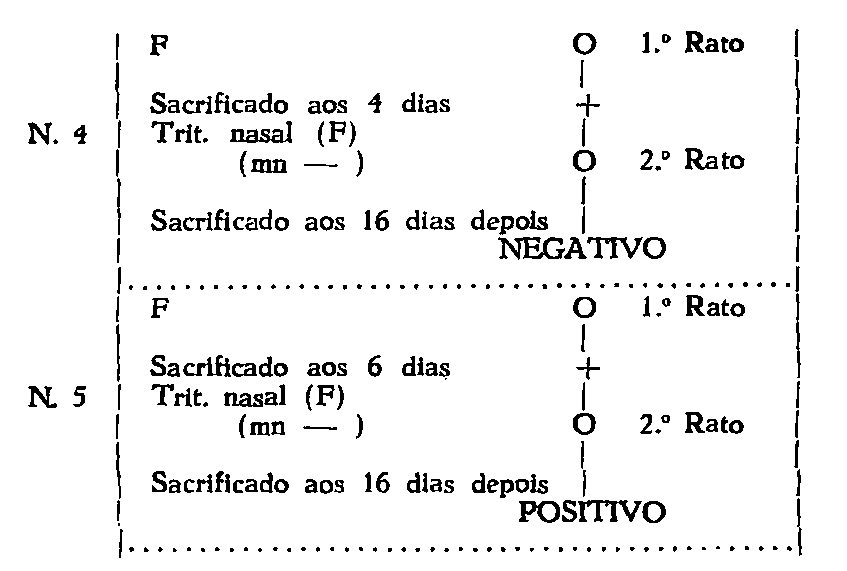 F O 1.º Rato
Sacrificado aos 4 dias +
N. 4 Trit. nasal (F)
(mn — ) O 2.º Rato
Sacrificado aos 16 dias depois
NEGATIVO
F O 1.º Rato
Sacrificado aos 6 dias +
N. 5 Trit. nasal (F)
(mn — ) O 2.º Rato
Sacrificado aos 16 dias depois
POSITIVO